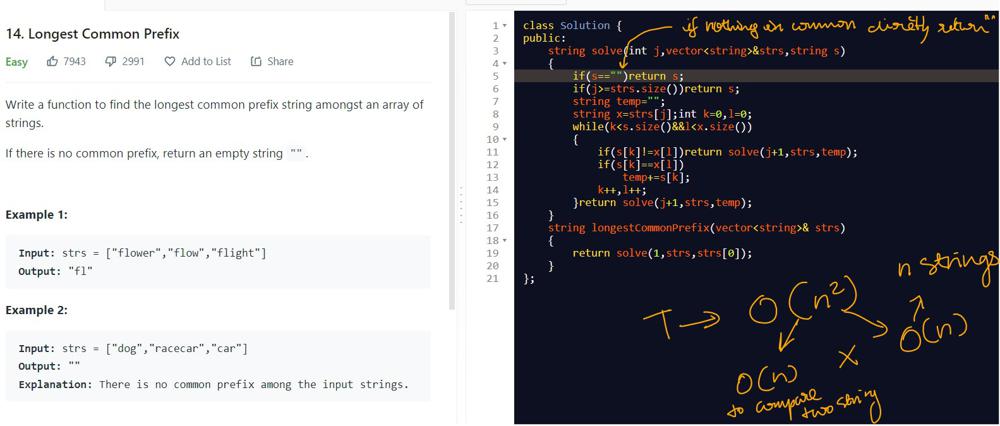 14. Longest Common Prefix
Easy 7943 2991 Add to List Share
Write a function to find the longest common prefix string amongst an array of
strings.
If there is no common prefix, return an empty string "".
Example 1:
Input: strs = ["flower","flow","flight"]
Output: "fl"
Example 2:
Input: strs = ["dog","racecar","car"]
Output: ""
Explanation: There is no common prefix among the input strings.
if nothing in common directly return ""
1 class Solution {
2 public:
3 string solve(int j,vector<string>&strs,string s)
4 {
5 if(s=="")return s;
6 if(j>=strs.size())return s;
7 string temp="";
8 string x=strs[j];int k=0,l=0;
9 while(k<s.size()&&l<x.size())
10 {
11 if(s[k]!=x[l])return solve(j+1,strs,temp);
12 if(s[k]==x[l])
13 temp+=s[k];
14 k++,l++;
15 }return solve(j+1,strs,temp);
16 }
17 string longestCommonPrefix(vector<string>& strs)
18 {
19 return solve(1,strs,strs[0]);
20 }
21 };
n strings
T → O(n²)
O(n)
X
O(n)
to compare
two string